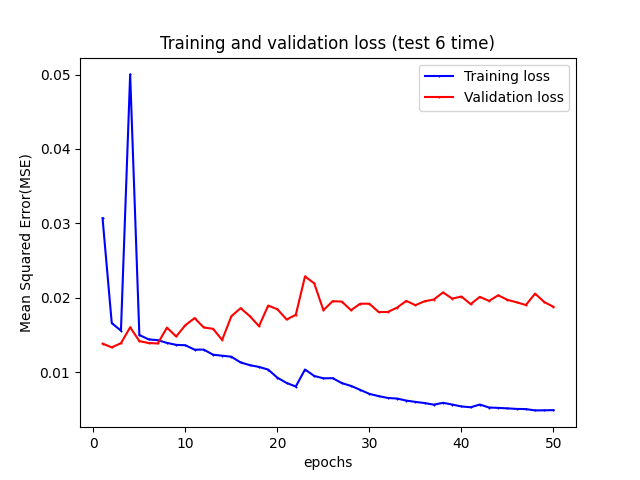 Training and validation loss (test 6 time)
Training loss
Validation loss
Mean Squared Error(MSE)
0.05
0.04
0.03
0.02
0.01
0 10 20 30 40 50
epochs